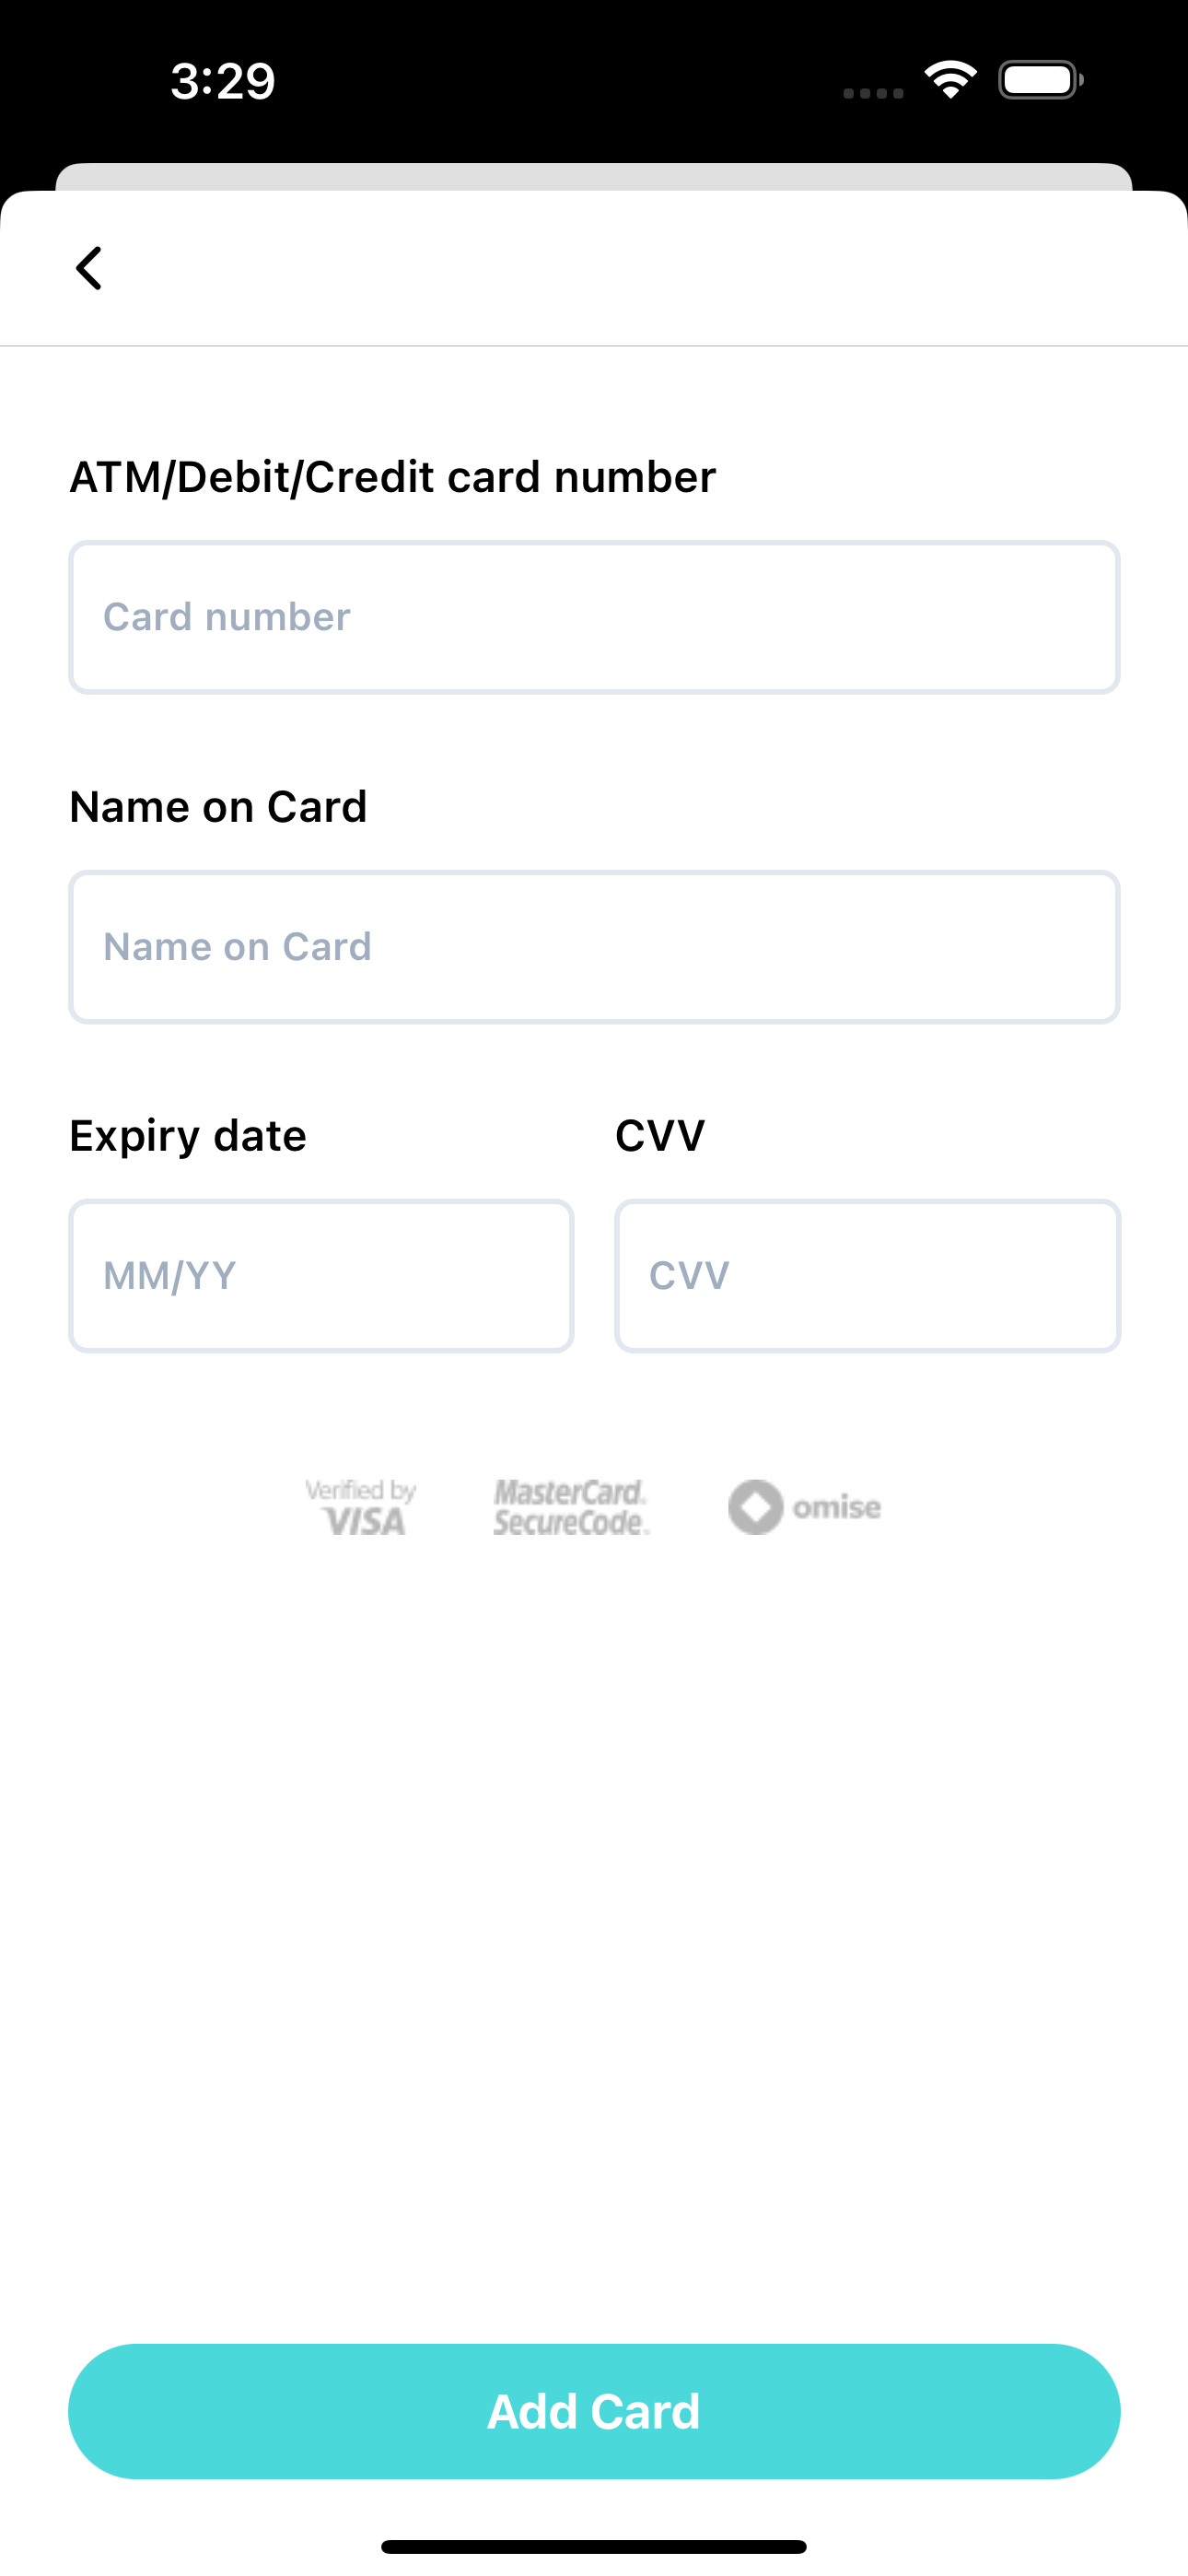 3:29
ATM/Debit/Credit card number
Card number
Name on Card
Name on Card
Expiry date CVV
MM/YY CVV
Verified by VISA MasterCard. SecureCode. omise
Add Card